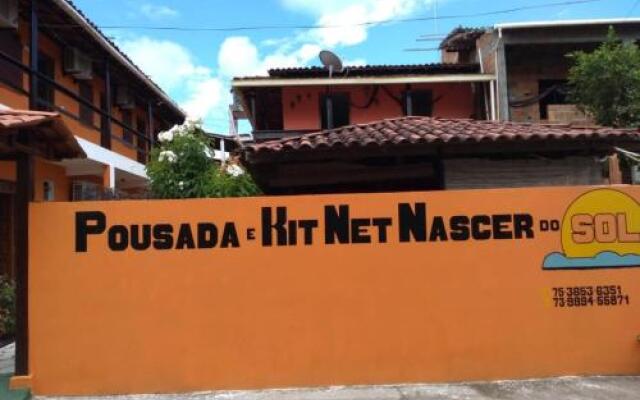 POUSADA E KIT NET NASCER DO SOL
75-3653-6351
73-9894-55871